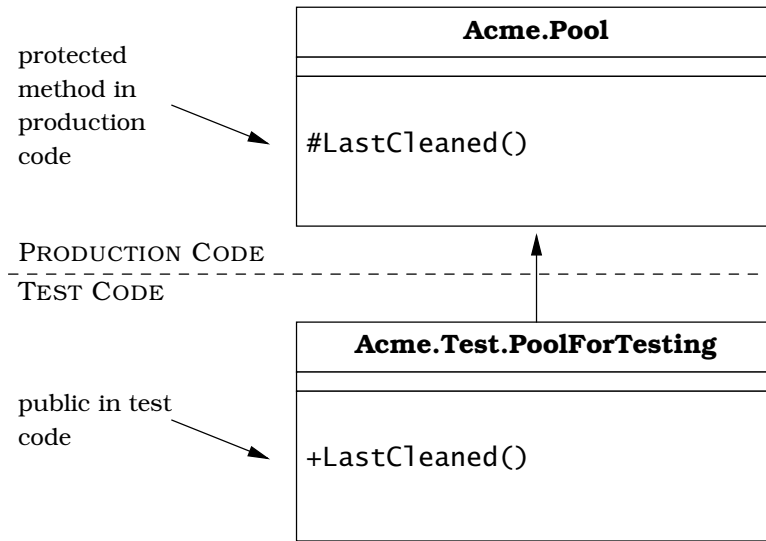 Acme.Pool
protected
method in
production
code
#LastCleaned()
PRODUCTION CODE
TEST CODE
Acme.Test.PoolForTesting
public in test
code
+LastCleaned()